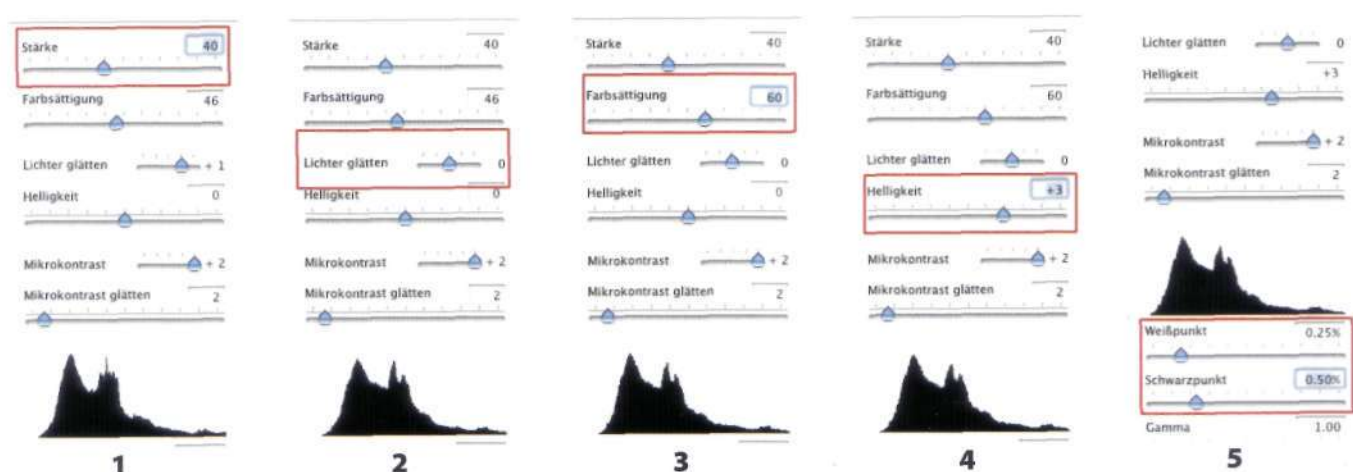 Stärke 40
Farbsättigung 46
Lichter glätten + 1
Helligkeit 0
Mikrokontrast + 2
Mikrokontrast glätten 2
1
Stärke 40
Farbsättigung 46
Lichter glätten 0
Helligkeit 0
Mikrokontrast + 2
Mikrokontrast glätten 2
2
Stärke 40
Farbsättigung 60
Lichter glätten 0
Helligkeit 0
Mikrokontrast + 2
Mikrokontrast glätten 2
3
Stärke 40
Farbsättigung 60
Lichter glätten 0
Helligkeit +3
Mikrokontrast + 2
Mikrokontrast glätten 2
4
Lichter glätten 0
Helligkeit +3
Mikrokontrast + 2
Mikrokontrast glätten 2
Weißpunkt 0.25%
Schwarzpunkt 0.50%
Gamma 1.00
5